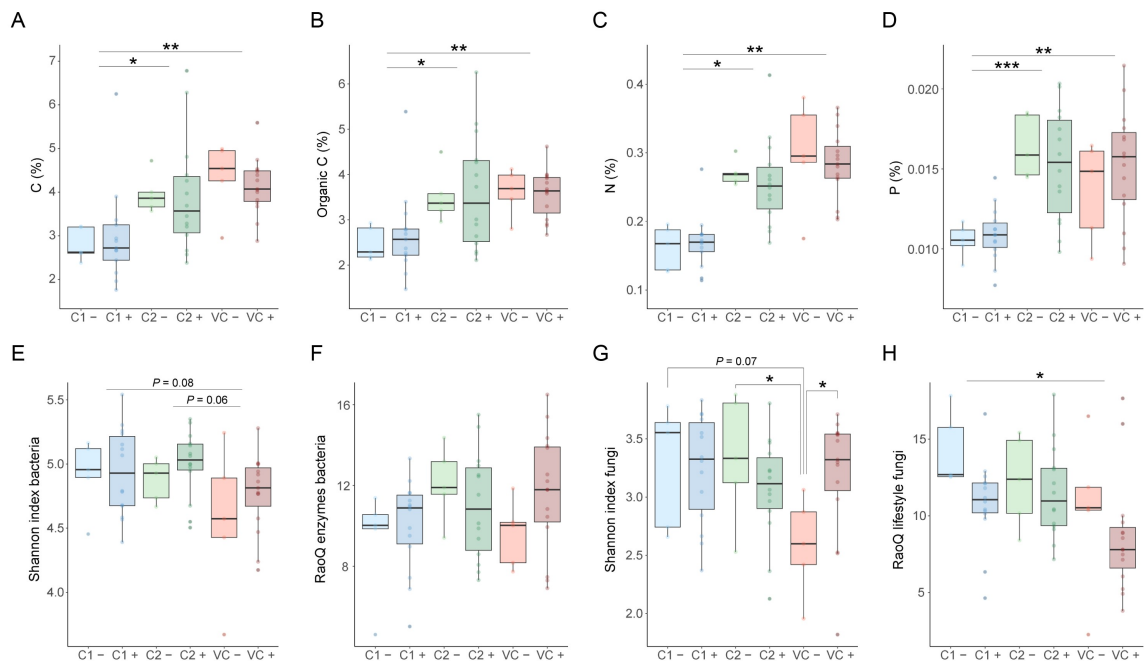 A
B
C
D
**
*
7
6
5
4
3
2
C (%)
C1 − C1 + C2 − C2 + VC − VC +
**
*
6
5
4
3
2
Organic C (%)
C1 − C1 + C2 − C2 + VC − VC +
**
*
0.4
0.3
0.2
0.1
N (%)
C1 − C1 + C2 − C2 + VC − VC +
**
***
0.020
0.015
0.010
P (%)
C1 − C1 + C2 − C2 + VC − VC +
E
F
G
H
P = 0.08
P = 0.06
5.5
5.0
4.5
4.0
Shannon index bacteria
C1 − C1 + C2 − C2 + VC − VC +
16
14
12
10
8
RaoQ enzymes bacteria
C1 − C1 + C2 − C2 + VC − VC +
P = 0.07
*
*
3.5
3.0
2.5
2.0
Shannon index fungi
C1 − C1 + C2 − C2 + VC − VC +
*
15
10
5
RaoQ lifestyle fungi
C1 − C1 + C2 − C2 + VC − VC +